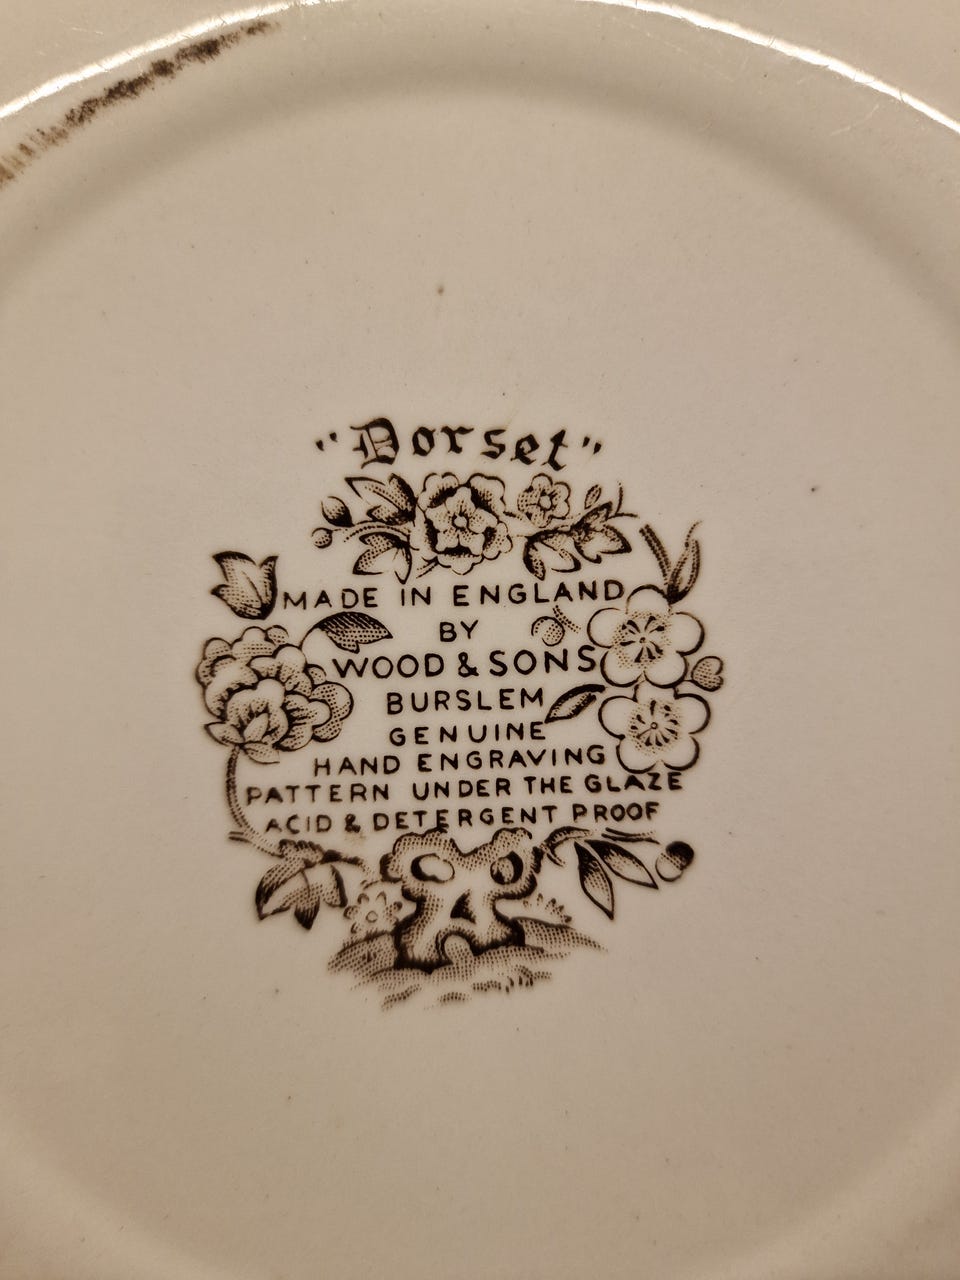 "Dorset"
MADE IN ENGLAND
BY
WOOD & SONS
BURSLEM
GENUINE
HAND ENGRAVING
PATTERN UNDER THE GLAZE
ACID & DETERGENT PROOF